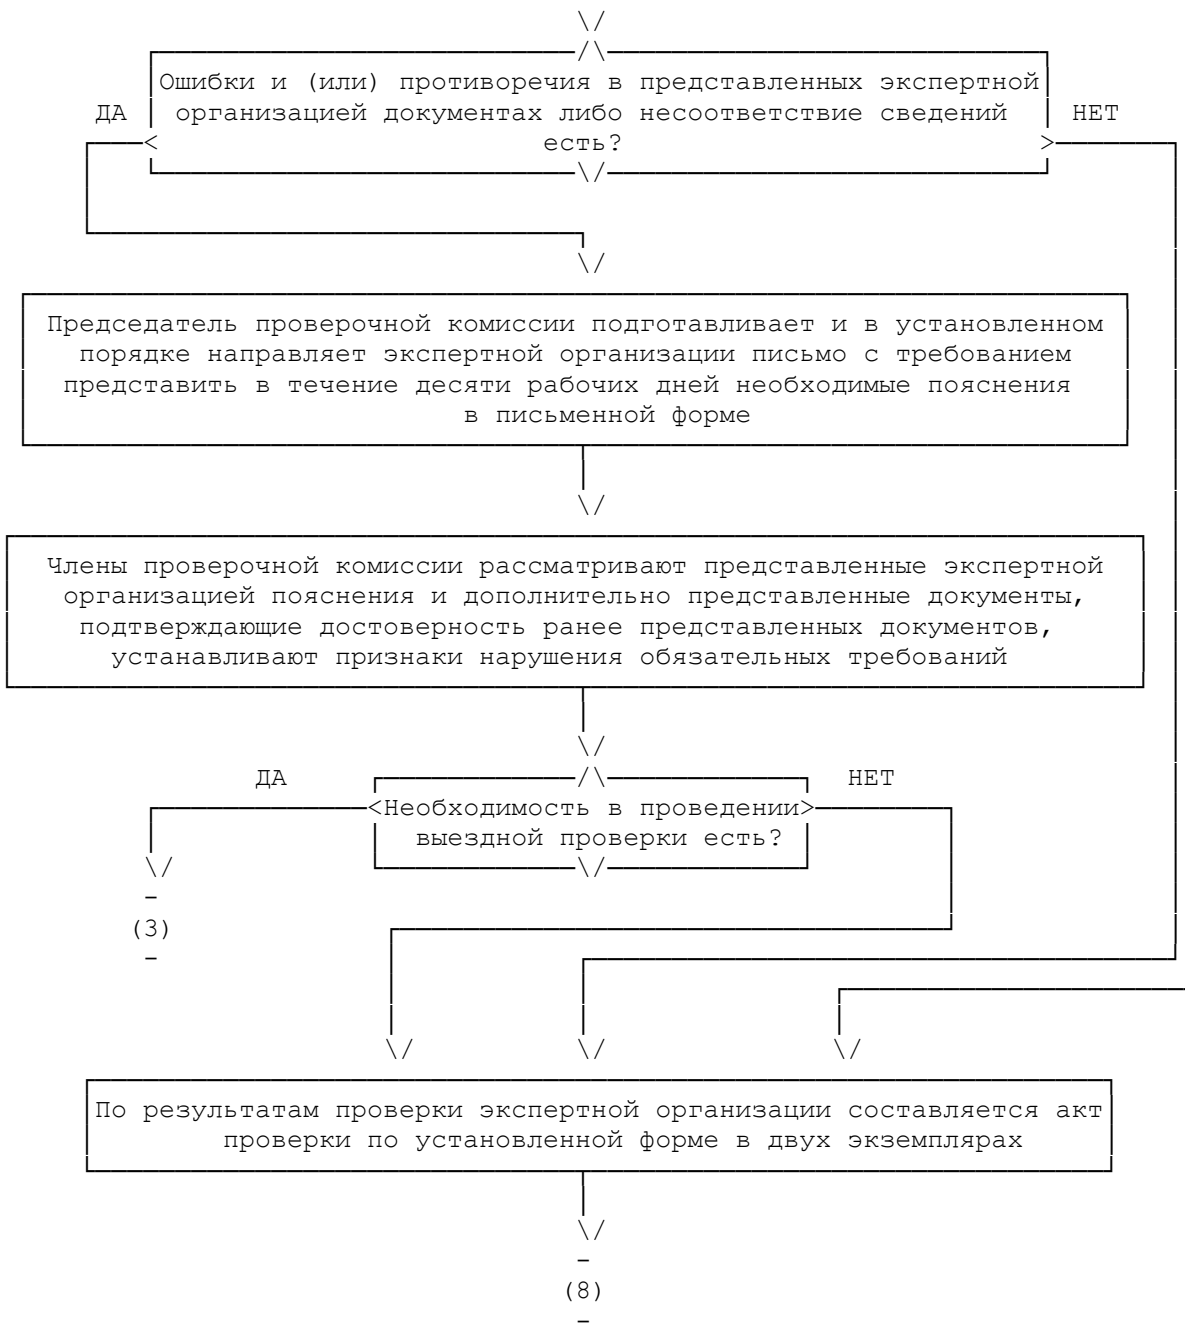 Ошибки и (или) противоречия в представленных экспертной
ДА организацией документах либо несоответствие сведений НЕТ
есть?
Председатель проверочной комиссии подготавливает и в установленном
порядке направляет экспертной организации письмо с требованием
представить в течение десяти рабочих дней необходимые пояснения
в письменной форме
Члены проверочной комиссии рассматривают представленные экспертной
организацией пояснения и дополнительно представленные документы,
подтверждающие достоверность ранее представленных документов,
устанавливают признаки нарушения обязательных требований
ДА НЕТ
Необходимость в проведении
выездной проверки есть?
(3)
По результатам проверки экспертной организации составляется акт
проверки по установленной форме в двух экземплярах
(8)